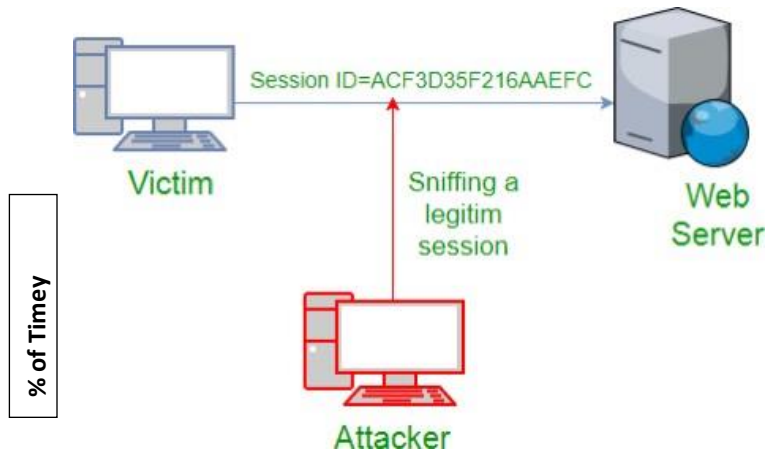 Session ID=ACF3D35F216AAEFC
Victim
Sniffing a
legitim
session
Web
Server
% of Timey
Attacker